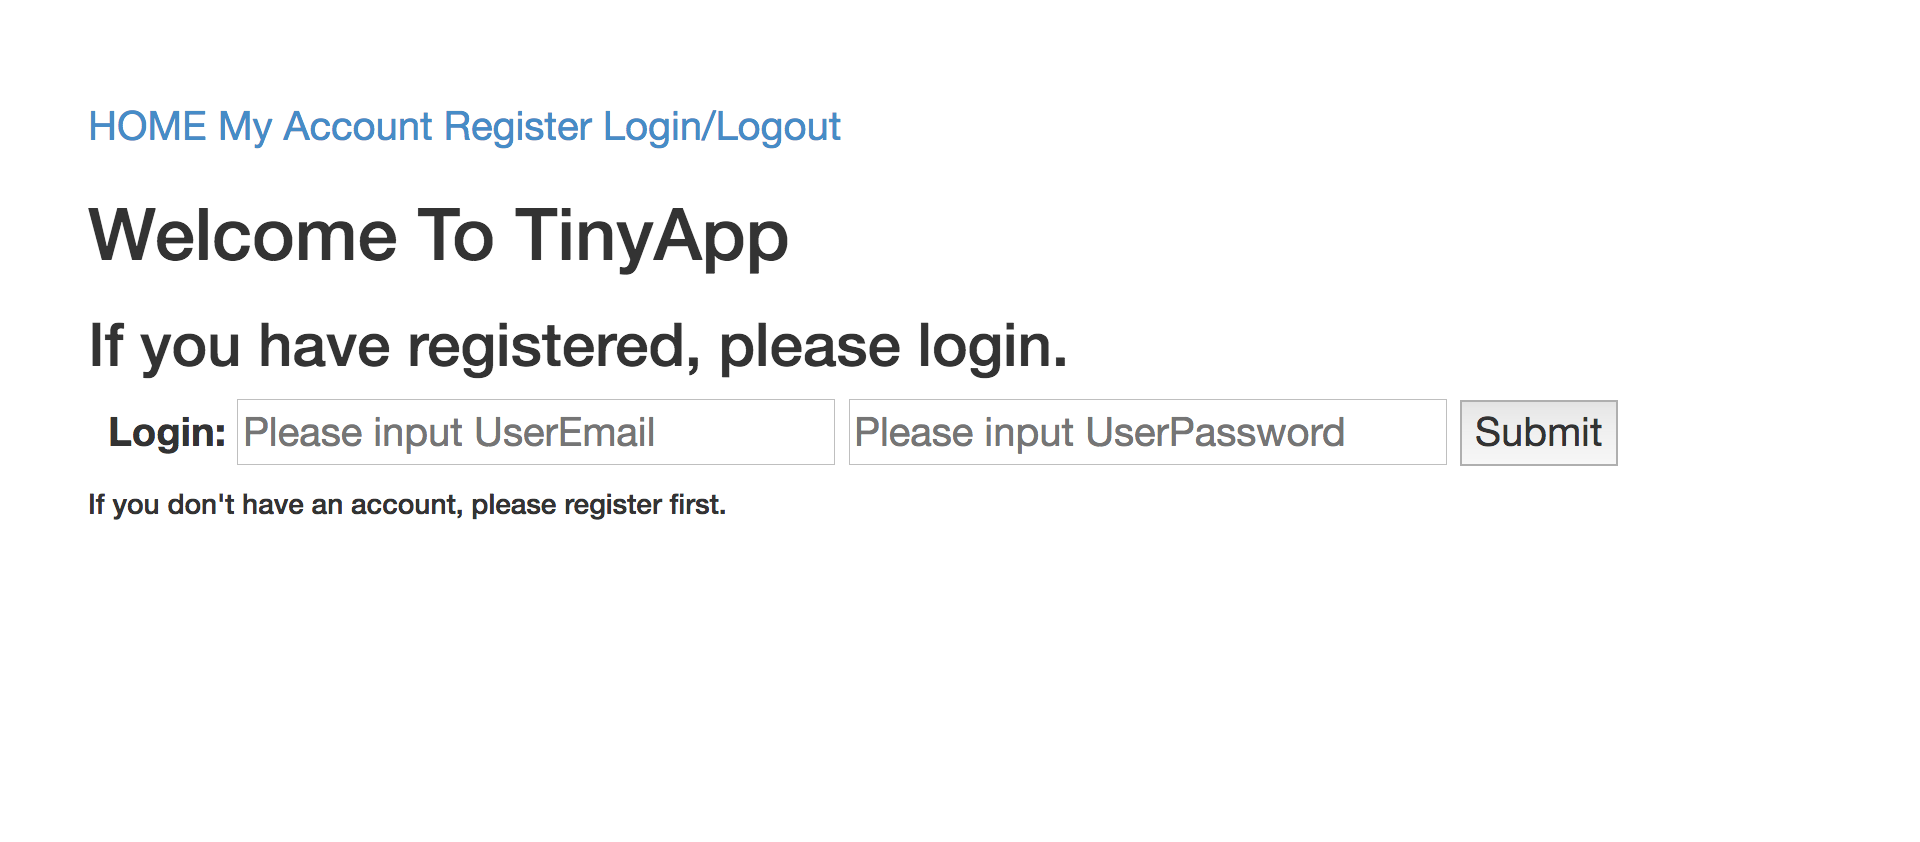 HOME My Account Register Login/Logout
Welcome To TinyApp
If you have registered, please login.
Login: Please input UserEmail Please input UserPassword Submit
If you don't have an account, please register first.